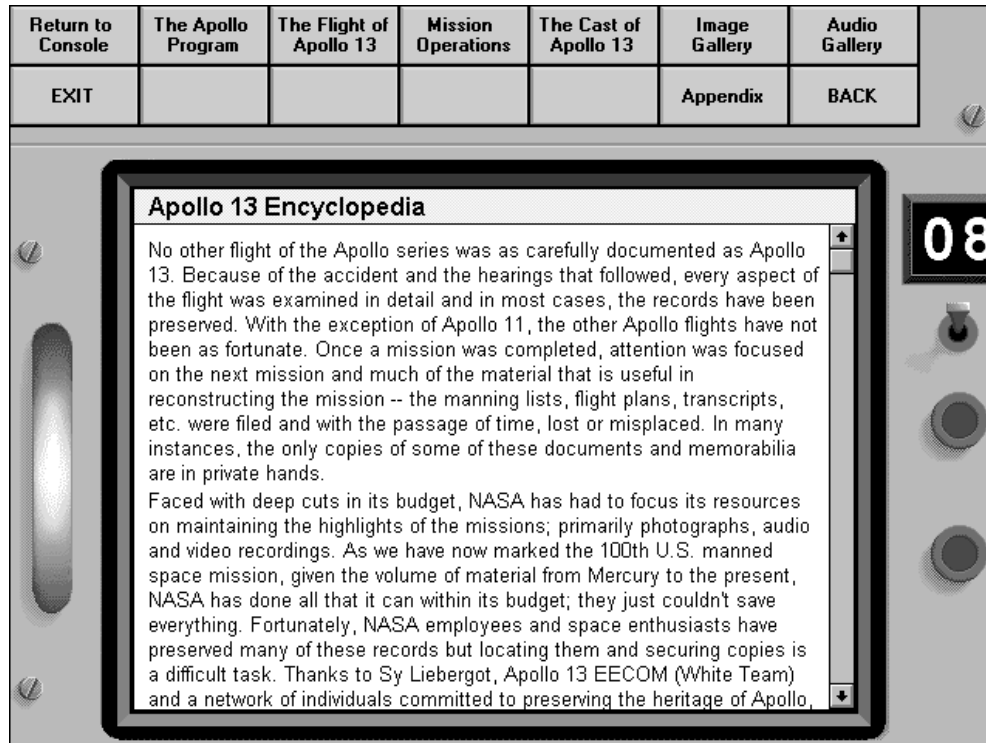 Return to Console
The Apollo Program
The Flight of Apollo 13
Mission Operations
The Cast of Apollo 13
Image Gallery
Audio Gallery
EXIT
Appendix
BACK
Apollo 13 Encyclopedia
No other flight of the Apollo series was as carefully documented as Apollo
13. Because of the accident and the hearings that followed, every aspect of
the flight was examined in detail and in most cases, the records have been
preserved. With the exception of Apollo 11, the other Apollo flights have not
been as fortunate. Once a mission was completed, attention was focused
on the next mission and much of the material that is useful in
reconstructing the mission -- the manning lists, flight plans, transcripts,
etc. were filed and with the passage of time, lost or misplaced. In many
instances, the only copies of some of these documents and memorabilia
are in private hands.
Faced with deep cuts in its budget, NASA has had to focus its resources
on maintaining the highlights of the missions; primarily photographs, audio
and video recordings. As we have now marked the 100th U.S. manned
space mission, given the volume of material from Mercury to the present,
NASA has done all that it can within its budget; they just couldn't save
everything. Fortunately, NASA employees and space enthusiasts have
preserved many of these records but locating them and securing copies is
a difficult task. Thanks to Sy Liebergot, Apollo 13 EECOM (White Team)
and a network of individuals committed to preserving the heritage of Apollo,
08